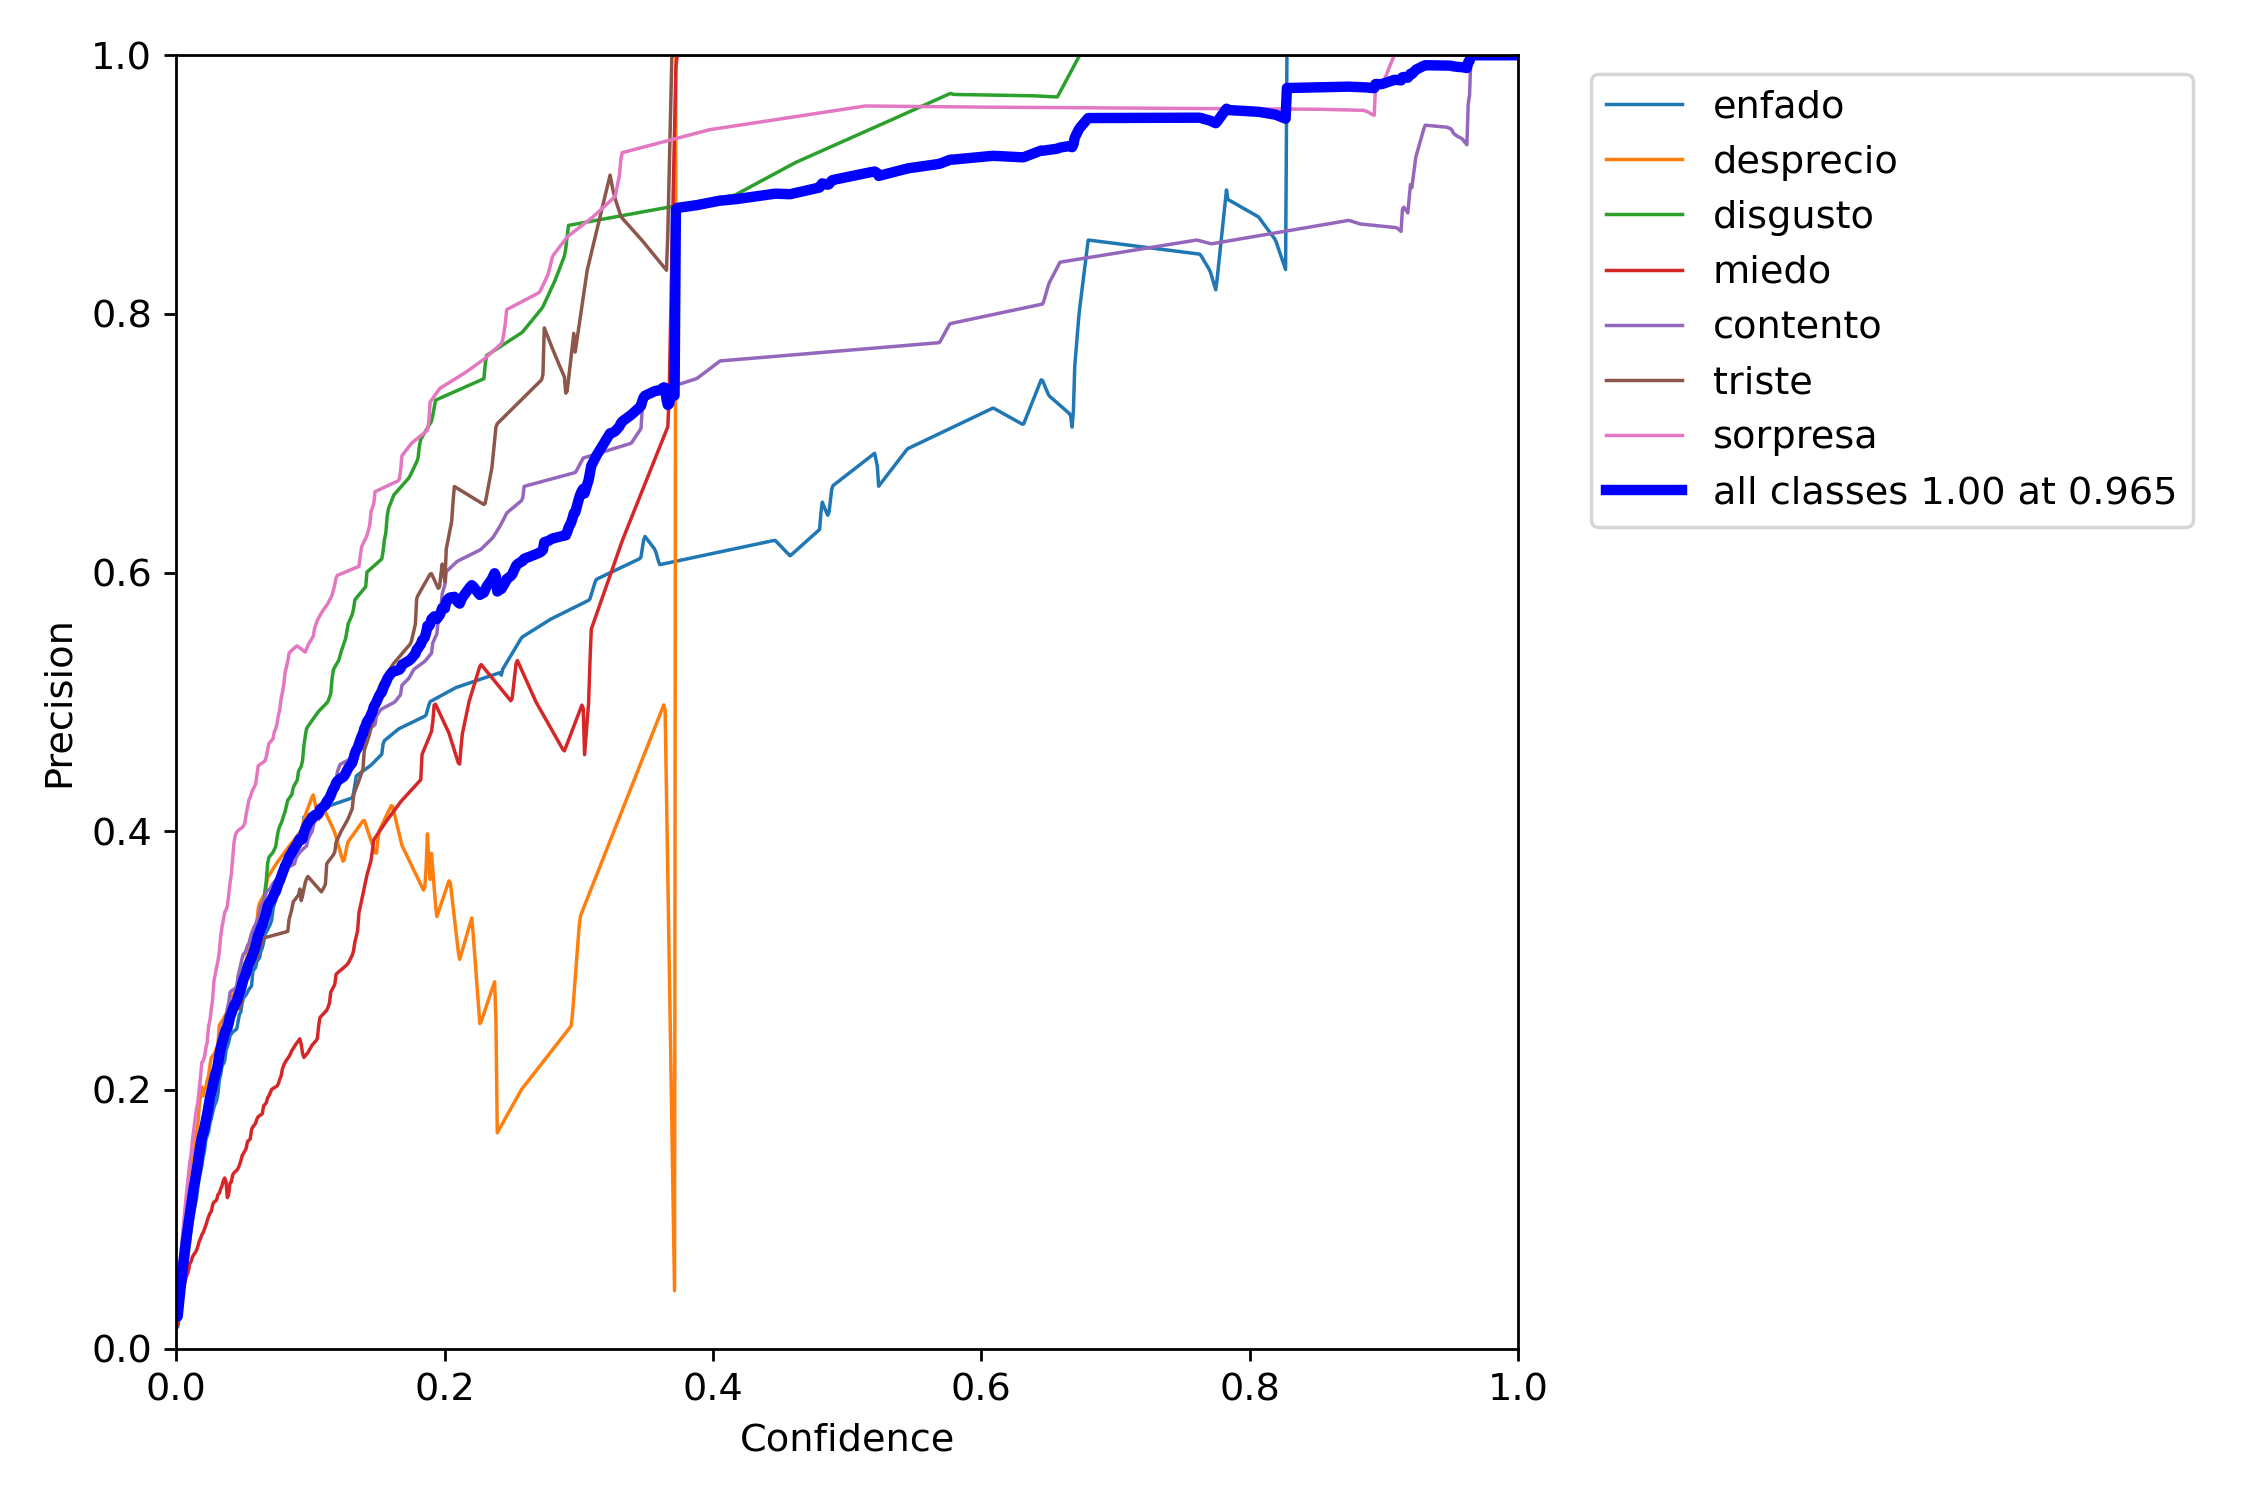 1.0
0.8
0.6
0.4
0.2
0.0
Precision
0.0 0.2 0.4 0.6 0.8 1.0
Confidence
enfado
desprecio
disgusto
miedo
contento
triste
sorpresa
all classes 1.00 at 0.965